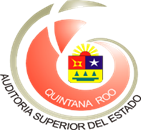 QUINTANA ROO
AUDITORIA SUPERIOR DEL ESTADO